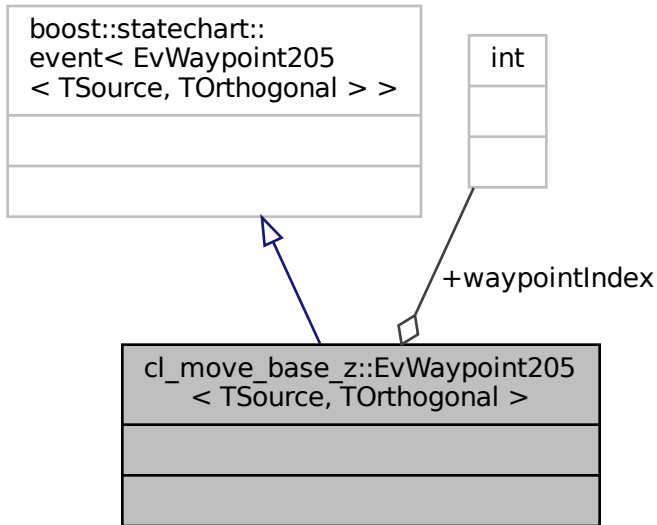 boost::statechart::
event< EvWaypoint205
< TSource, TOrthogonal > >
int
+waypointIndex
cl_move_base_z::EvWaypoint205
< TSource, TOrthogonal >